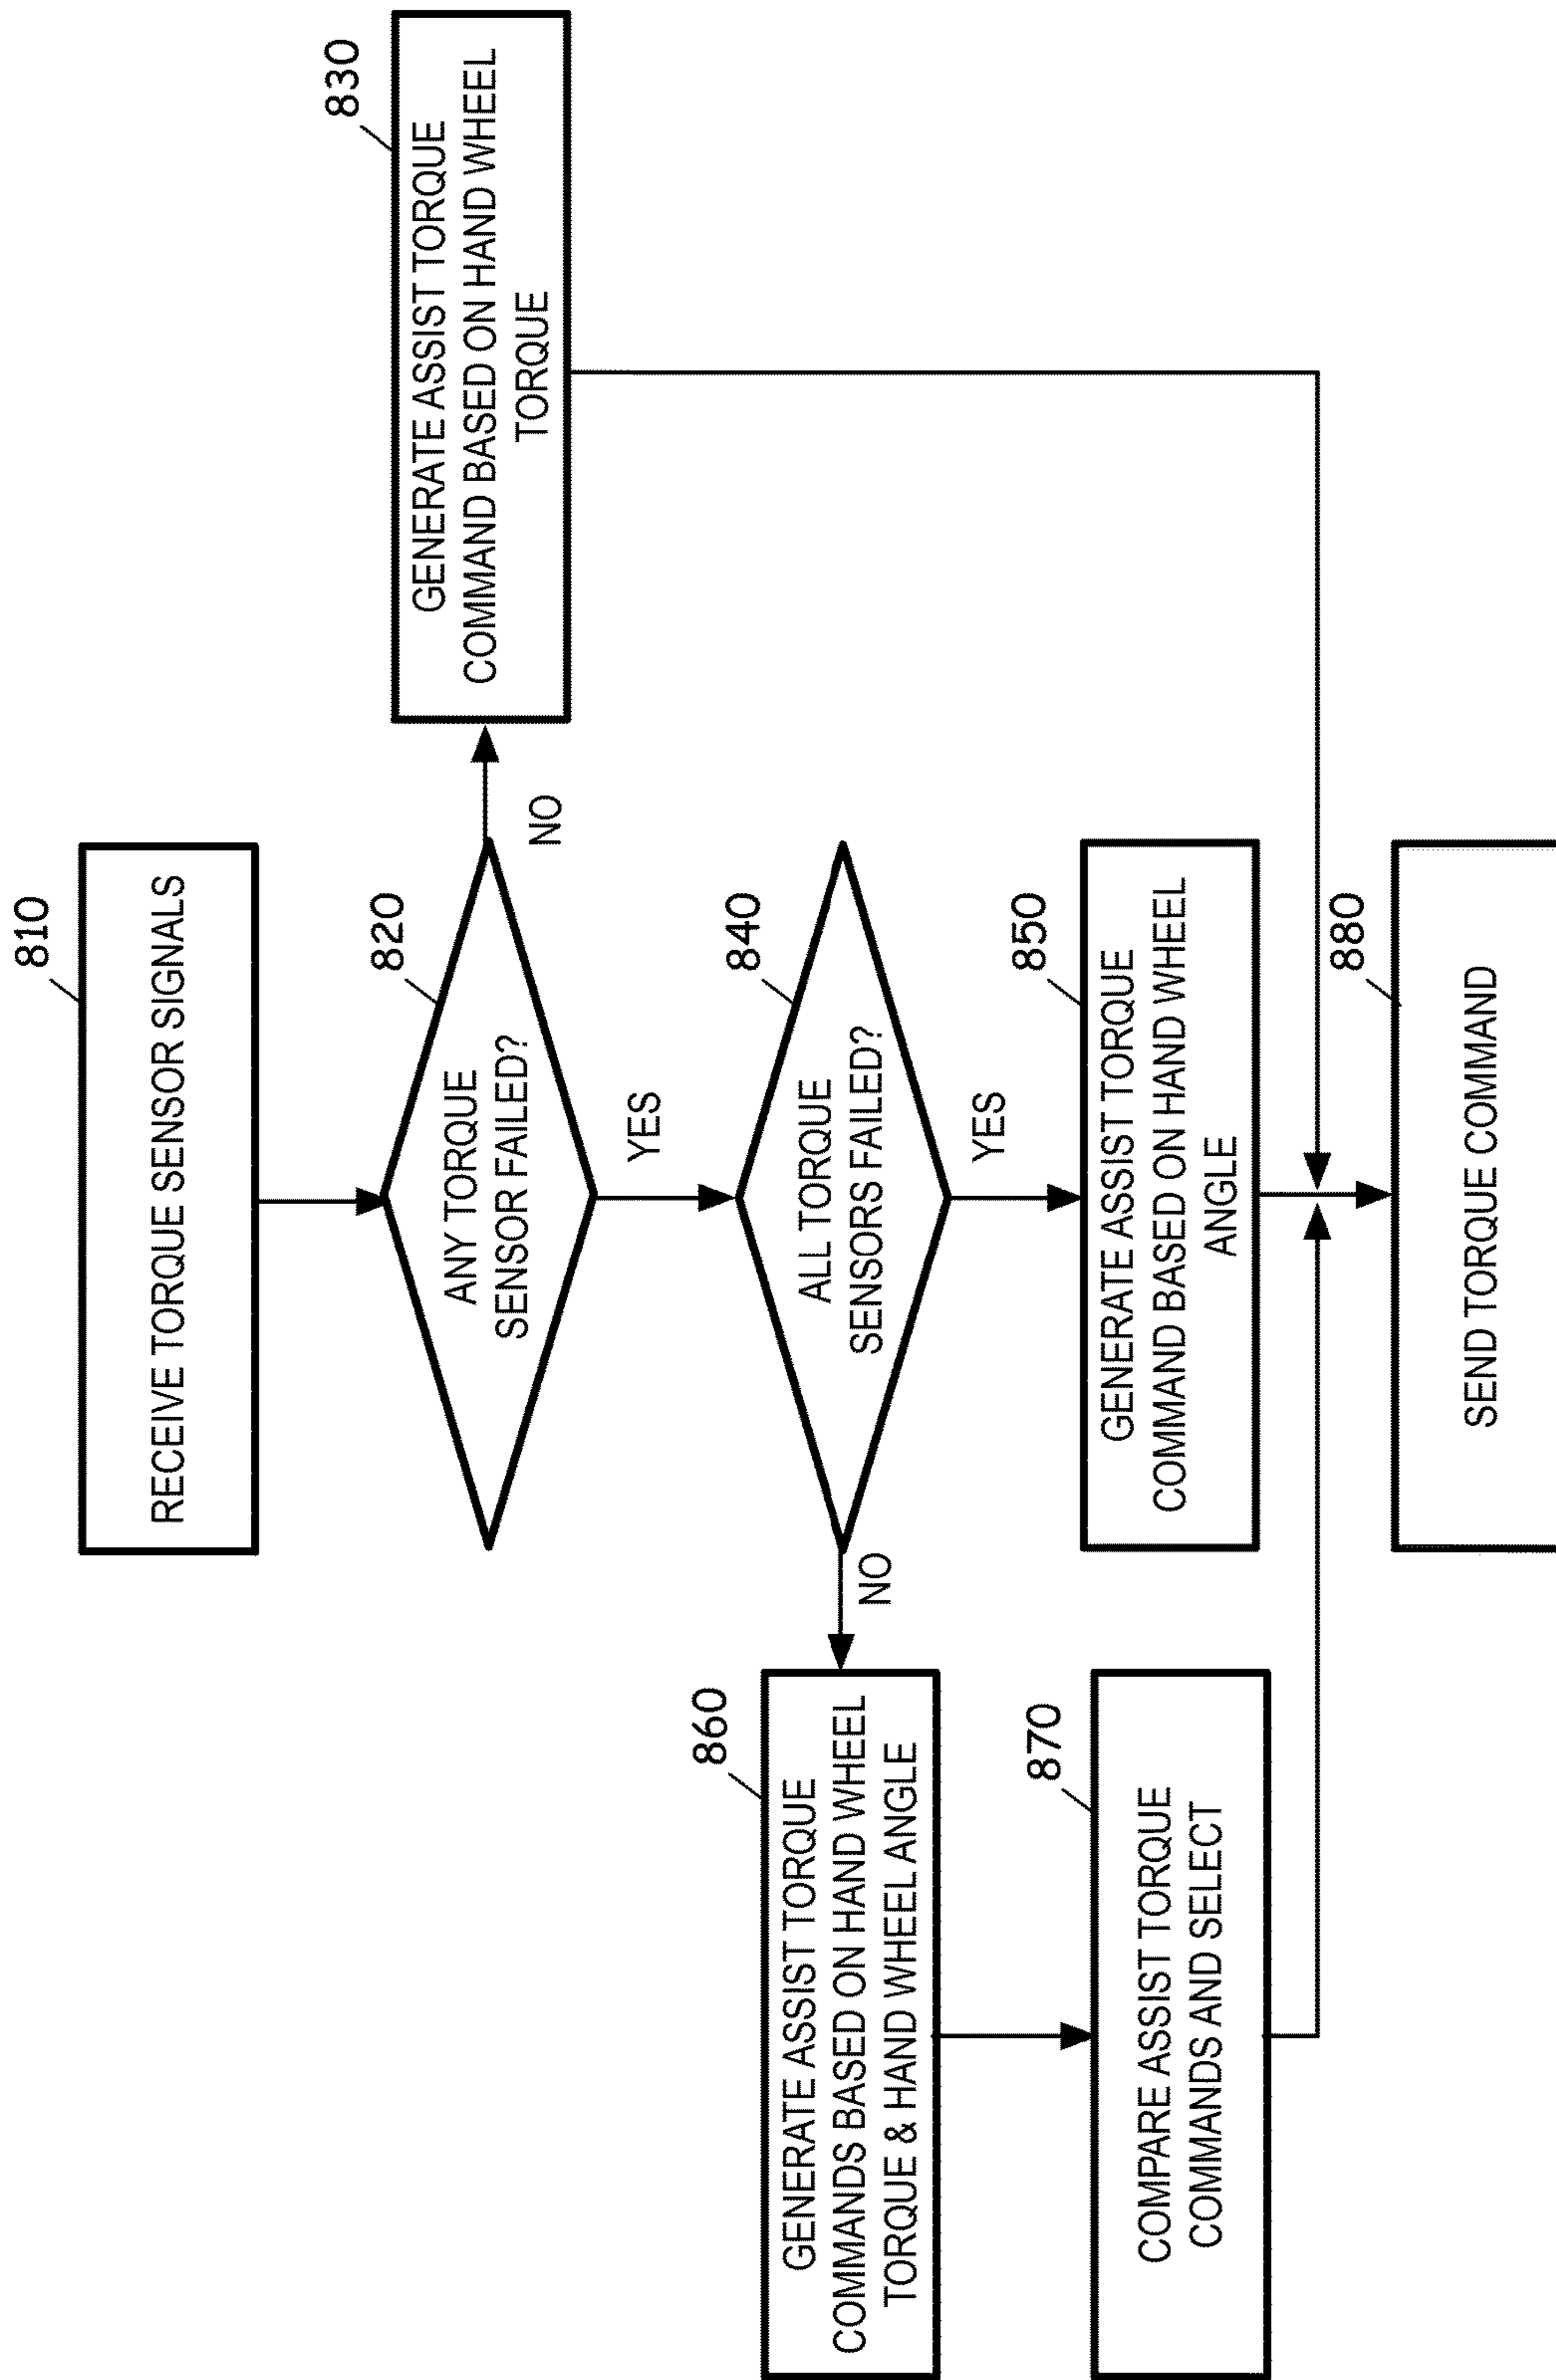 810
RECEIVE TORQUE SENSOR SIGNALS
820
ANY TORQUE
SENSOR FAILED?
NO
830
GENERATE ASSIST TORQUE
COMMAND BASED ON HAND WHEEL
TORQUE
YES
840
ALL TORQUE
SENSORS FAILED?
NO
YES
860
GENERATE ASSIST TORQUE
COMMANDS BASED ON HAND WHEEL
TORQUE & HAND WHEEL ANGLE
850
GENERATE ASSIST TORQUE
COMMAND BASED ON HAND WHEEL
ANGLE
870
COMPARE ASSIST TORQUE
COMMANDS AND SELECT
880
SEND TORQUE COMMAND